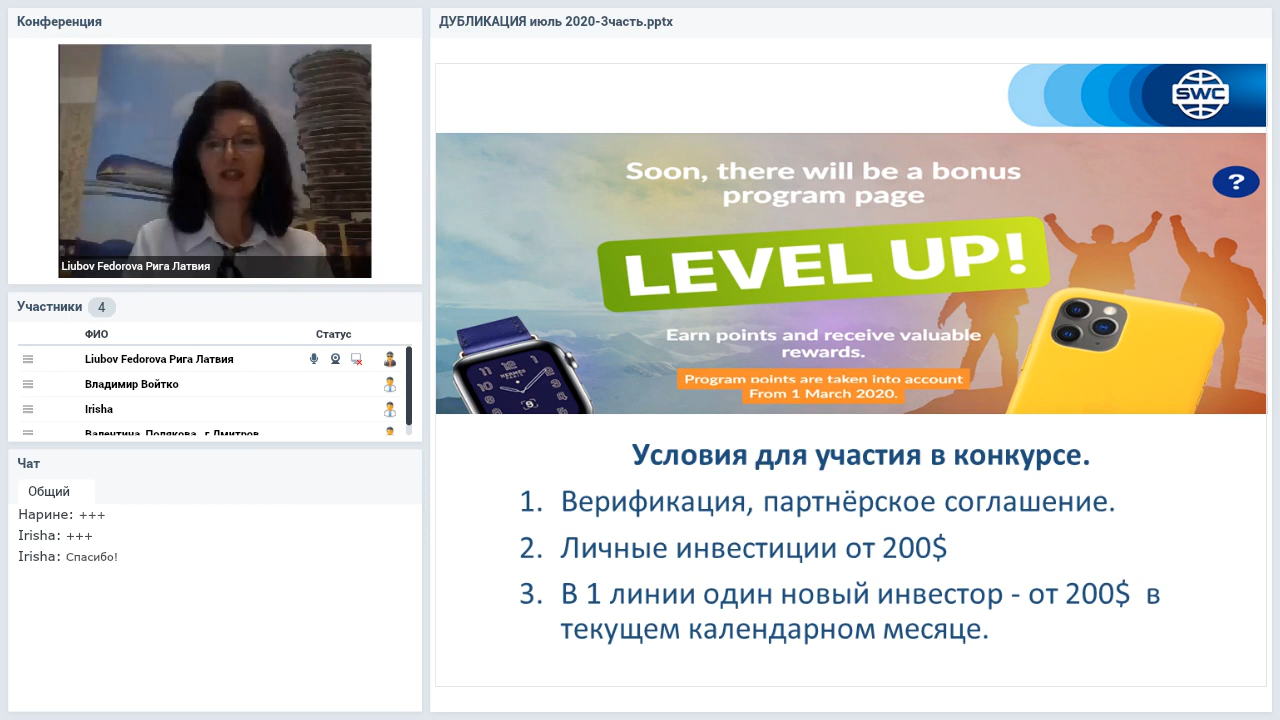 Конференция
Liubov Fedorova Рига Латвия
Участники 4
ФИО Статус
Liubov Fedorova Рига Латвия
Владимир Войтко
Irisha
Валентина Полякова г.Дмитров
Чат
Общий
Нарине: +++
Irisha: +++
Irisha: Спасибо!
ДУБЛИКАЦИЯ июль 2020-3часть.pptx
SWC
Soon, there will be a bonus
program page
?
LEVEL UP!
Earn points and receive valuable
rewards.
Program points are taken into account
From 1 March 2020.
Условия для участия в конкурсе.
1. Верификация, партнёрское соглашение.
2. Личные инвестиции от 200$
3. В 1 линии один новый инвестор - от 200$ в
текущем календарном месяце.